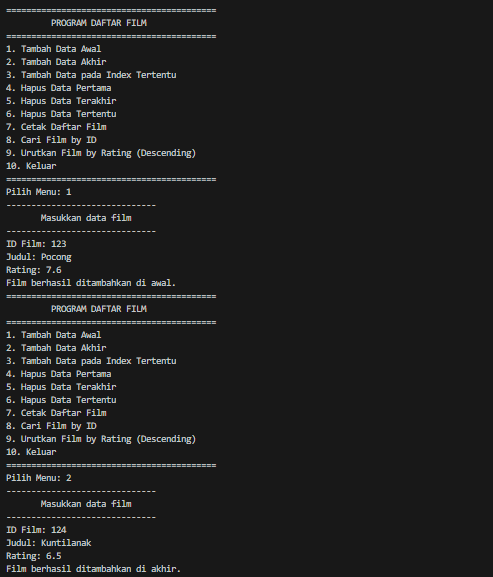 ==========================================
PROGRAM DAFTAR FILM
==========================================
1. Tambah Data Awal
2. Tambah Data Akhir
3. Tambah Data pada Index Tertentu
4. Hapus Data Pertama
5. Hapus Data Terakhir
6. Hapus Data Tertentu
7. Cetak Daftar Film
8. Cari Film by ID
9. Urutkan Film by Rating (Descending)
10. Keluar
==========================================
Pilih Menu: 1
------------------------------
Masukkan data film
------------------------------
ID Film: 123
Judul: Pocong
Rating: 7.6
Film berhasil ditambahkan di awal.
==========================================
PROGRAM DAFTAR FILM
==========================================
1. Tambah Data Awal
2. Tambah Data Akhir
3. Tambah Data pada Index Tertentu
4. Hapus Data Pertama
5. Hapus Data Terakhir
6. Hapus Data Tertentu
7. Cetak Daftar Film
8. Cari Film by ID
9. Urutkan Film by Rating (Descending)
10. Keluar
==========================================
Pilih Menu: 2
------------------------------
Masukkan data film
------------------------------
ID Film: 124
Judul: Kuntilanak
Rating: 6.5
Film berhasil ditambahkan di akhir.